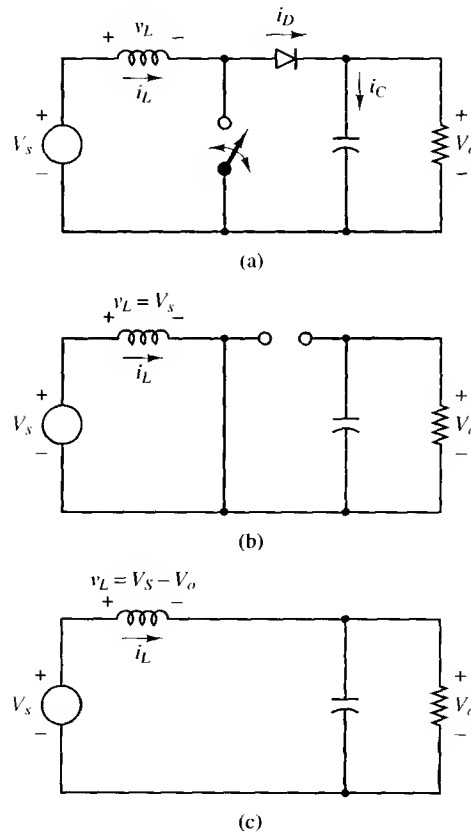 i_D
v_L
+ −
i_L
i_C
+
V_s
−
+
V_o
−
(a)
v_L = V_s
+ −
i_L
+
V_s
−
+
V_o
−
(b)
v_L = V_S − V_o
+ −
i_L
+
V_s
−
+
V_o
−
(c)